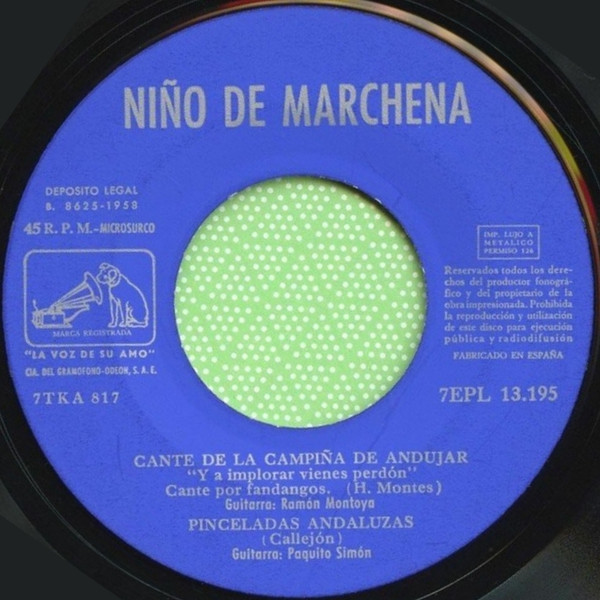 NIÑO DE MARCHENA
DEPOSITO LEGAL
B. 8625-1958
45 R. P. M.-MICROSURCO
MARCA REGISTRADA
"LA VOZ DE SU AMO"
CIA. DEL GRAMOFONO-ODEON, S. A. E.
7TKA 817
IMP. LUJO A
METALICO
PERMISO 124
Reservados todos los dere-
chos del productor fonográ-
fico y del propietario de la
obra impresionada. Prohibida
la reproducción y utilización
de este disco para ejecución
pública y radiodifusión
FABRICADO EN ESPAÑA
7EPL 13.195
CANTE DE LA CAMPIÑA DE ANDUJAR
"Y a implorar vienes perdón"
Cante por fandangos. (H. Montes)
Guitarra: Ramón Montoya
PINCELADAS ANDALUZAS
(Callejón)
Guitarra: Paquito Simón